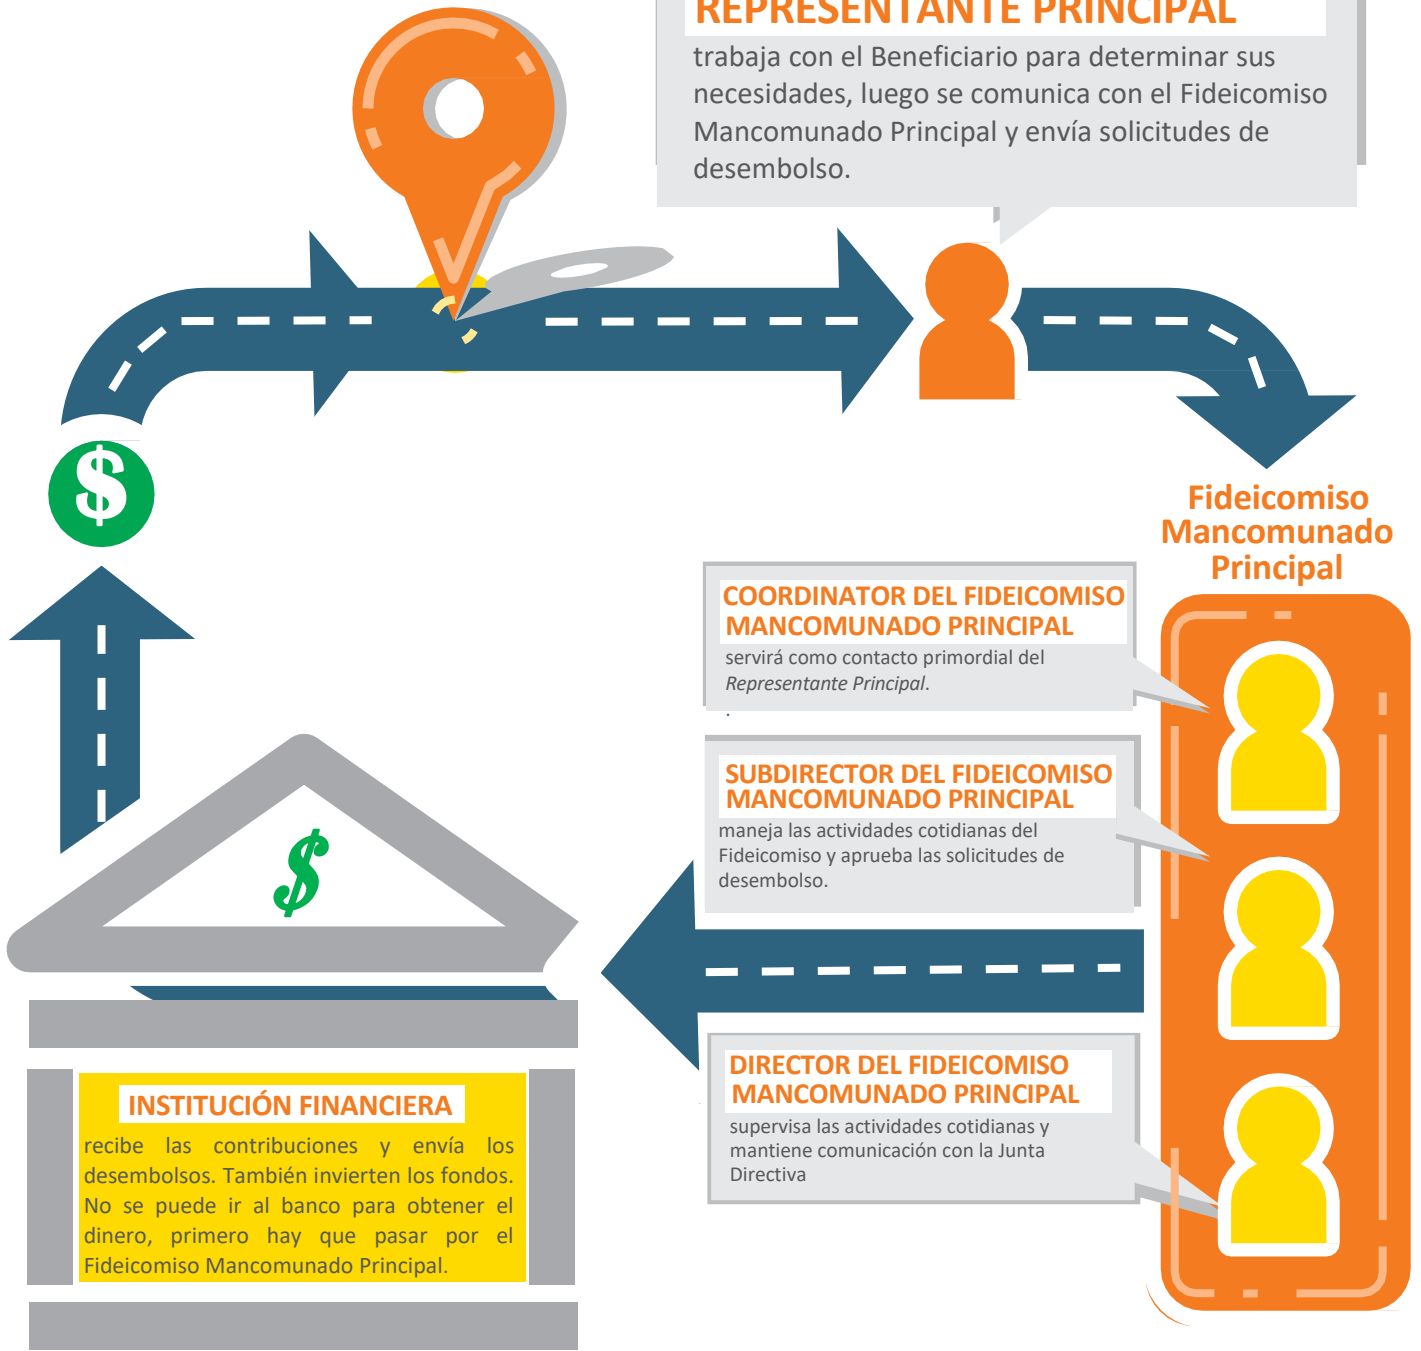 REPRESENTANTE PRINCIPAL
trabaja con el Beneficiario para determinar sus
necesidades, luego se comunica con el Fideicomiso
Mancomunado Principal y envía solicitudes de
desembolso.
$
Fideicomiso
Mancomunado
Principal
COORDINATOR DEL FIDEICOMISO
MANCOMUNADO PRINCIPAL
servirá como contacto primordial del
Representante Principal.
.
SUBDIRECTOR DEL FIDEICOMISO
MANCOMUNADO PRINCIPAL
maneja las actividades cotidianas del
Fideicomiso y aprueba las solicitudes de
desembolso.
$
DIRECTOR DEL FIDEICOMISO
MANCOMUNADO PRINCIPAL
supervisa las actividades cotidianas y
mantiene comunicación con la Junta
Directiva
INSTITUCIÓN FINANCIERA
recibe las contribuciones y envía los
desembolsos. También invierten los fondos.
No se puede ir al banco para obtener el
dinero, primero hay que pasar por el
Fideicomiso Mancomunado Principal.